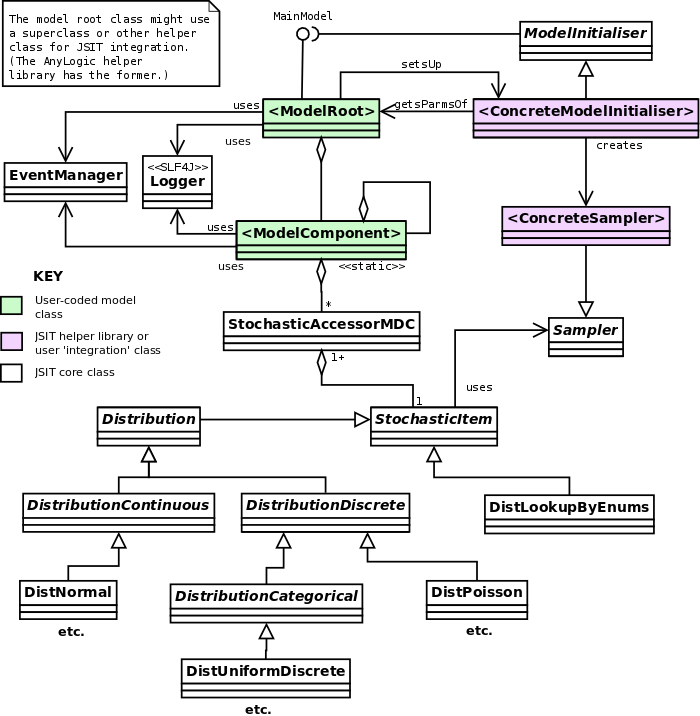 The model root class might use
a superclass or other helper
class for JSIT integration.
(The AnyLogic helper
library has the former.)
MainModel
ModelInitialiser
setsUp
uses
<ModelRoot>
getsParmsOf
<ConcreteModelInitialiser>
uses
creates
EventManager
<<SLF4J>>
Logger
<ConcreteSampler>
uses
<ModelComponent>
uses
<<static>>
KEY
User-coded model
class
JSIT helper library or
user 'integration' class
JSIT core class
*
StochasticAccessorMDC
Sampler
1+
uses
1
Distribution
StochasticItem
DistributionContinuous
DistributionDiscrete
DistLookupByEnums
DistNormal
DistributionCategorical
DistPoisson
etc.
etc.
DistUniformDiscrete
etc.